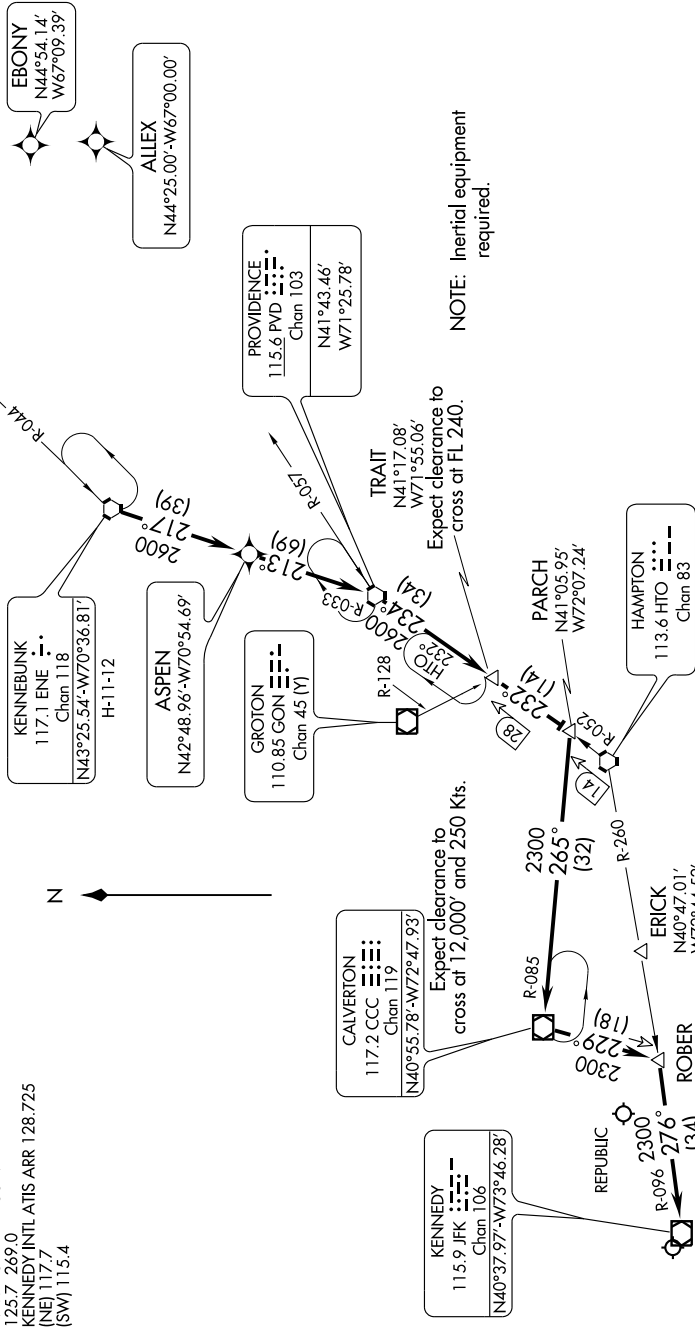 125.7 269.0
KENNEDY INTL ATIS ARR 128.725
(NE) 117.7
(SW) 115.4
EBONY
N44°54.14'
W67°09.39'
ALLEX
N44°25.00'-W67°00.00'
R-044
KENNEBUNK
117.1 ENE
Chan 118
N43°25.54'-W70°36.81'
H-11-12
2600
217°
(39)
ASPEN
N42°48.96'-W70°54.69'
213°
(69)
R-057
R-033
PROVIDENCE
115.6 PVD
Chan 103
N41°43.46'
W71°25.78'
GROTON
110.85 GON
Chan 45 (Y)
R-128
2600
234°
(34)
HTO
232°
TRAIT
N41°17.08'
W71°55.06'
Expect clearance to
cross at FL 240.
NOTE: Inertial equipment
required.
28
232°
(14)
PARCH
N41°05.95'
W72°07.24'
R-052
14
HAMPTON
113.6 HTO
Chan 83
N
2300
265°
(32)
R-260
CALVERTON
117.2 CCC
Chan 119
N40°55.78'-W72°47.93'
Expect clearance to
cross at 12,000' and 250 Kts.
R-085
ERICK
N40°47.01'
2300
229°
(18)
ROBER
KENNEDY
115.9 JFK
Chan 106
N40°37.97'-W73°46.28'
REPUBLIC
R-096
2300
276°
(34)